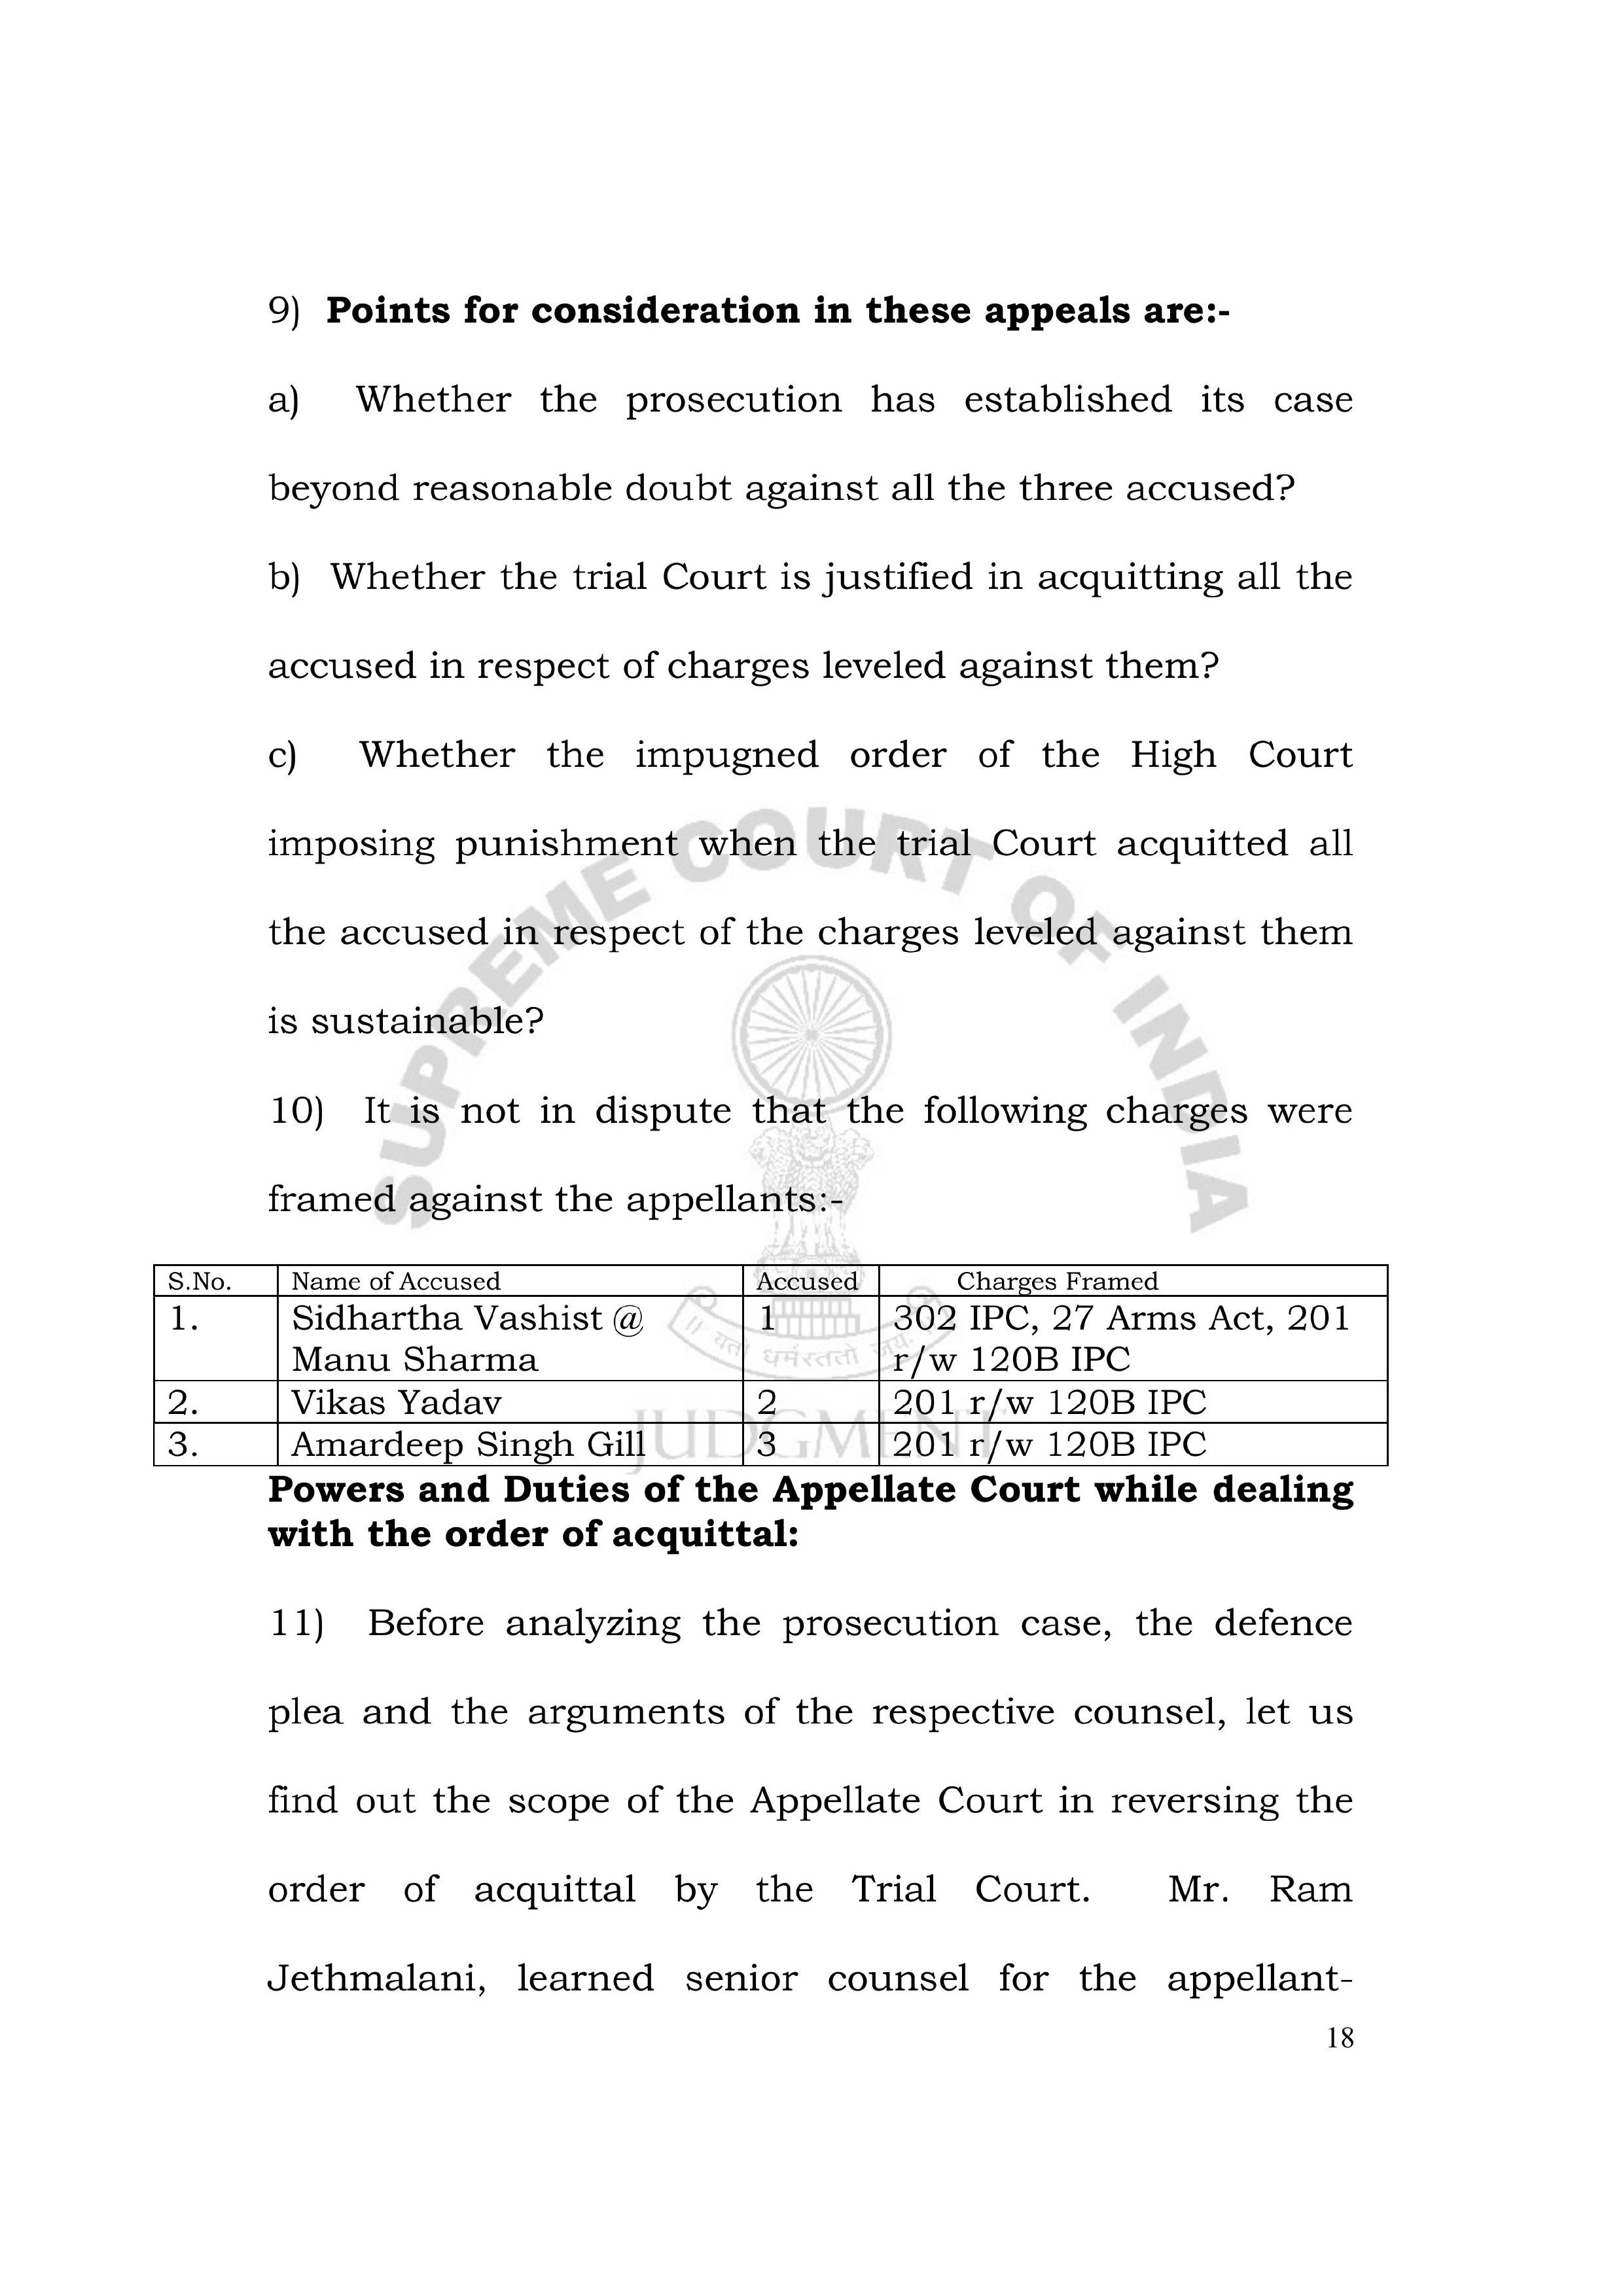 9) Points for consideration in these appeals are:-
a) Whether the prosecution has established its case
beyond reasonable doubt against all the three accused?
b) Whether the trial Court is justified in acquitting all the
accused in respect of charges leveled against them?
c) Whether the impugned order of the High Court
imposing punishment when the trial Court acquitted all
the accused in respect of the charges leveled against them
is sustainable?
10) It is not in dispute that the following charges were
framed against the appellants:-
SUPREME COURT OF INDIA
S.No. Name of Accused Accused Charges Framed
1. Sidhartha Vashist @ 1 302 IPC, 27 Arms Act, 201
Manu Sharma r/w 120B IPC
॥ यतो धर्मस्ततो जयः ॥
2. Vikas Yadav 2 201 r/w 120B IPC
3. Amardeep Singh Gill 3 201 r/w 120B IPC
JUDGMENT
Powers and Duties of the Appellate Court while dealing
with the order of acquittal:
11) Before analyzing the prosecution case, the defence
plea and the arguments of the respective counsel, let us
find out the scope of the Appellate Court in reversing the
order of acquittal by the Trial Court. Mr. Ram
Jethmalani, learned senior counsel for the appellant-
18